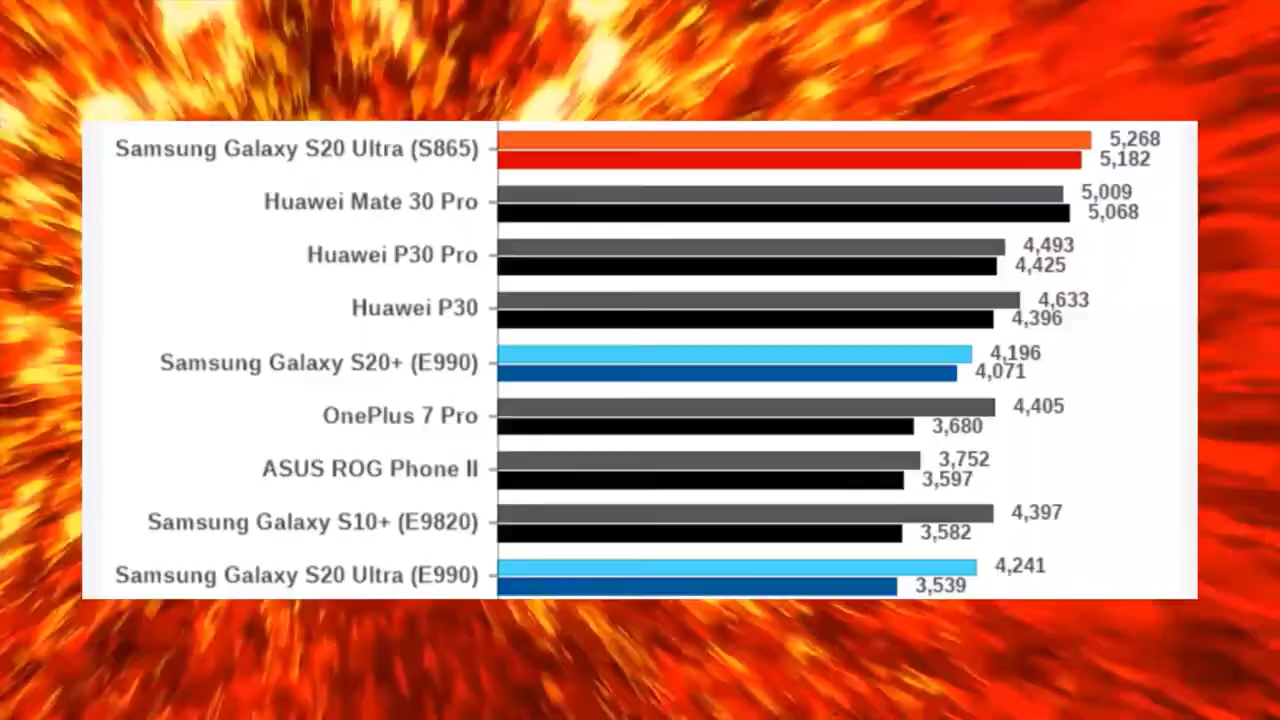 Samsung Galaxy S20 Ultra (S865) 5,268
5,182
Huawei Mate 30 Pro 5,009
5,068
Huawei P30 Pro 4,493
4,425
Huawei P30 4,633
4,396
Samsung Galaxy S20+ (E990) 4,196
4,071
OnePlus 7 Pro 4,405
3,680
ASUS ROG Phone II 3,752
3,597
Samsung Galaxy S10+ (E9820) 4,397
3,582
Samsung Galaxy S20 Ultra (E990) 4,241
3,539